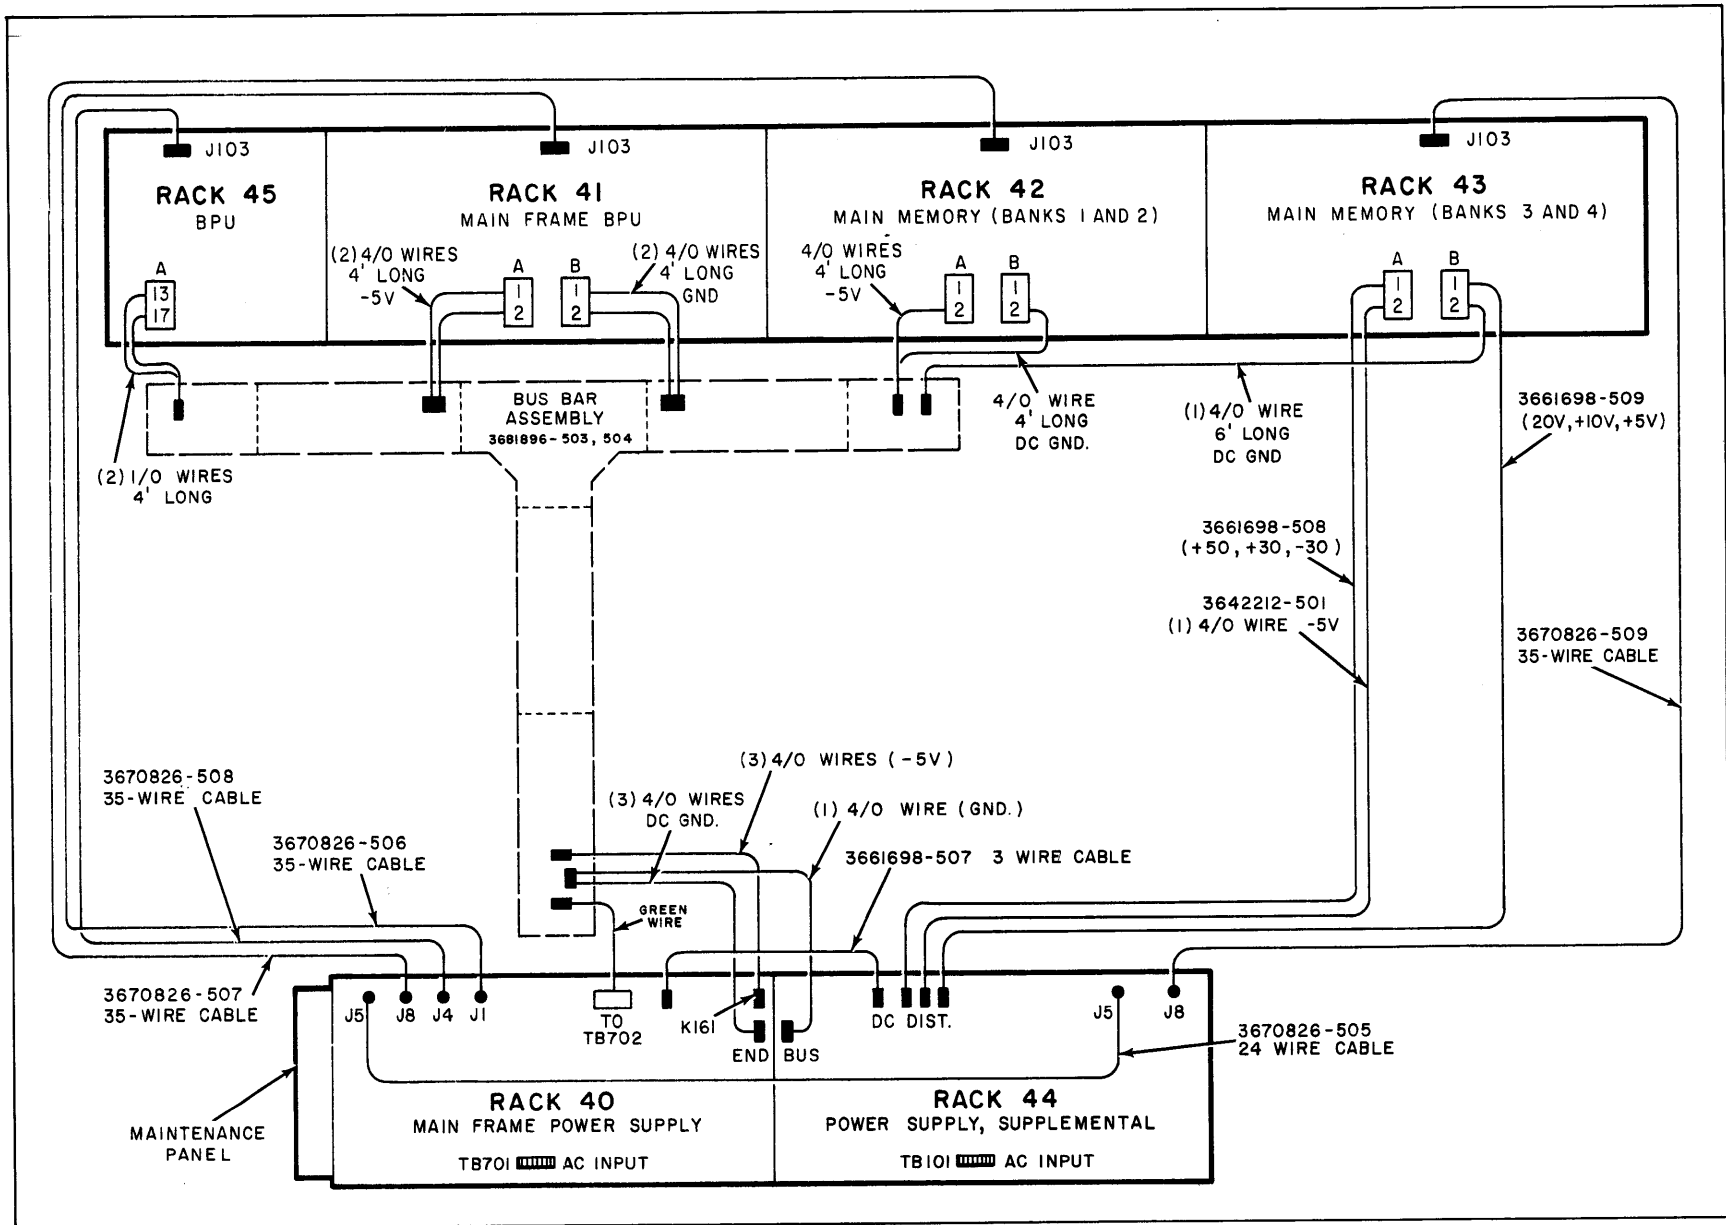 J103
J103
J103
J103
RACK 45
BPU
RACK 41
MAIN FRAME BPU
RACK 42
MAIN MEMORY (BANKS 1 AND 2)
RACK 43
MAIN MEMORY (BANKS 3 AND 4)
A
13
17
(2) 4/0 WIRES
4' LONG
-5V
A
1
2
B
1
2
(2) 4/0 WIRES
4' LONG
GND
4/0 WIRES
4' LONG
-5V
A
1
2
B
1
2
A
1
2
B
1
2
(2) 1/0 WIRES
4' LONG
BUS BAR
ASSEMBLY
3681896-503, 504
4/0 WIRE
4' LONG
DC GND.
(1) 4/0 WIRE
6' LONG
DC GND
3661698-509
(20V,+10V,+5V)
3661698-508
(+50, +30, -30)
3642212-501
(1) 4/0 WIRE -5V
3670826-509
35-WIRE CABLE
3670826-508
35-WIRE CABLE
3670826-506
35-WIRE CABLE
3670826-507
35-WIRE CABLE
(3) 4/0 WIRES (-5V)
(3) 4/0 WIRES
DC GND.
(1) 4/0 WIRE (GND.)
3661698-507 3 WIRE CABLE
GREEN
WIRE
J5
J8
J4
J1
TO
TB702
K161
END
BUS
DC DIST.
J5
J8
3670826-505
24 WIRE CABLE
MAINTENANCE
PANEL
RACK 40
MAIN FRAME POWER SUPPLY
TB701
AC INPUT
RACK 44
POWER SUPPLY, SUPPLEMENTAL
TB101
AC INPUT